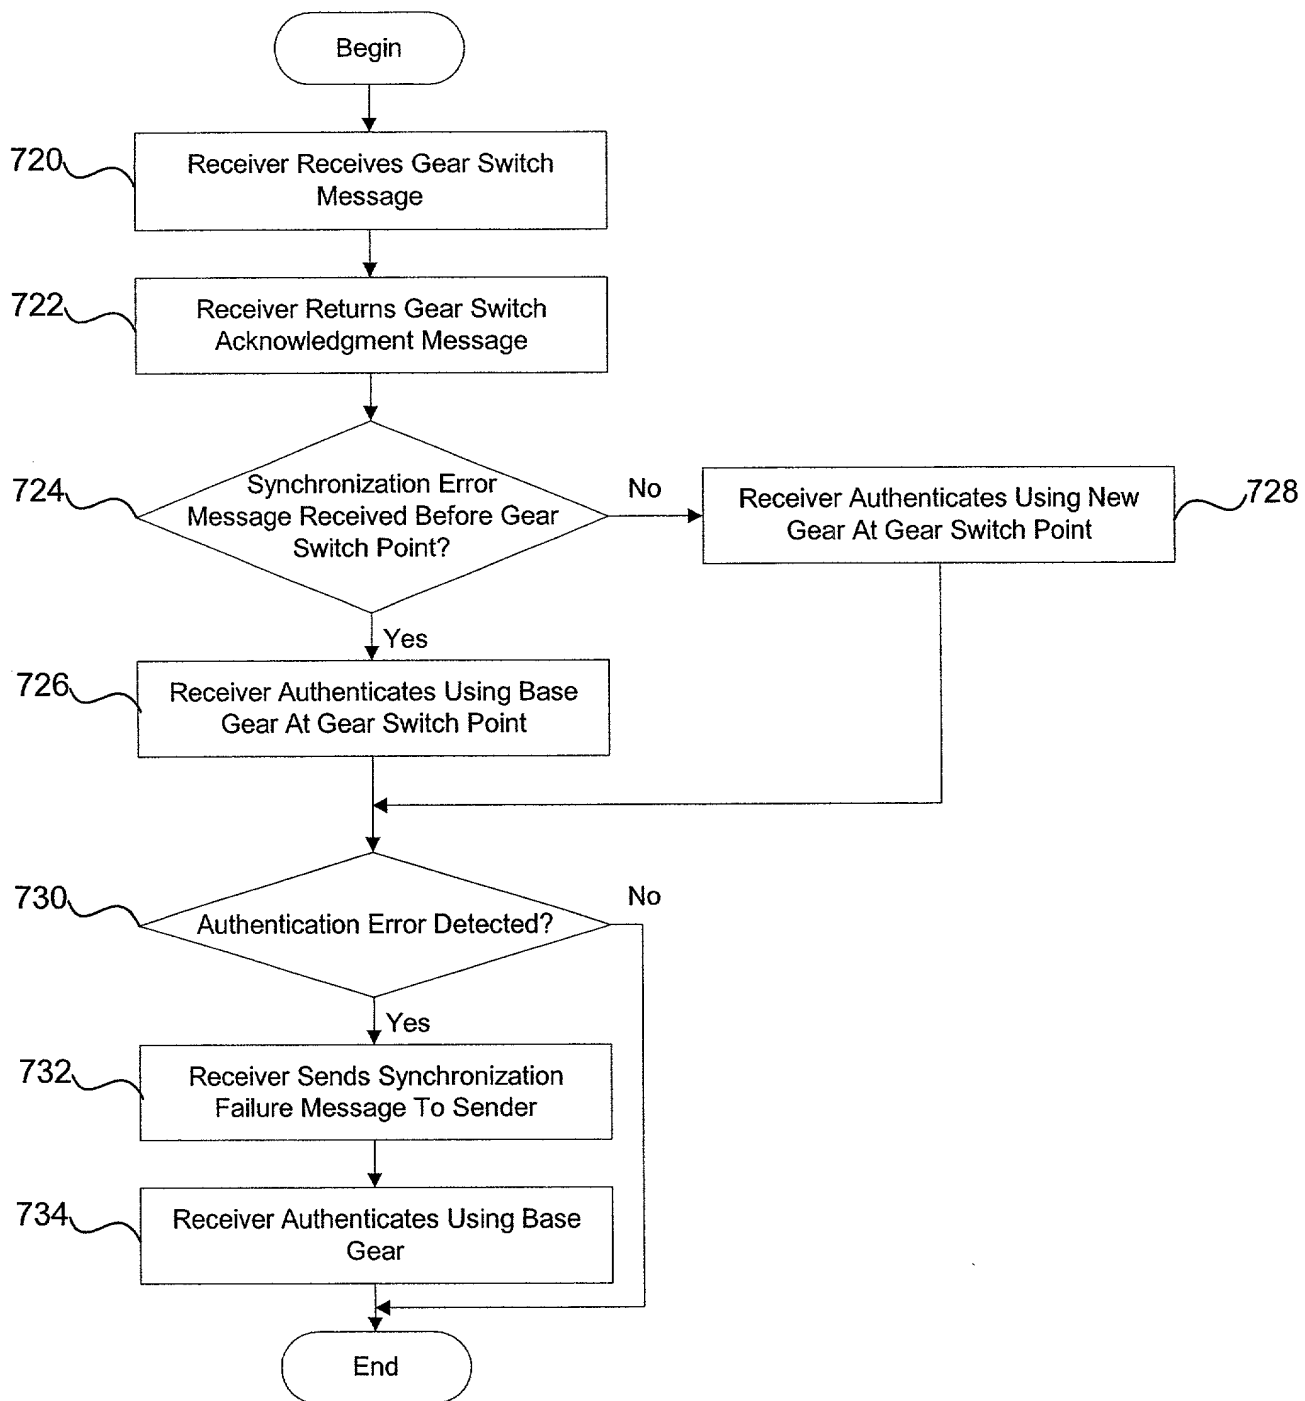 Begin
720
Receiver Receives Gear Switch
Message
722
Receiver Returns Gear Switch
Acknowledgment Message
724
Synchronization Error
Message Received Before Gear
Switch Point?
No
Receiver Authenticates Using New
Gear At Gear Switch Point
728
Yes
726
Receiver Authenticates Using Base
Gear At Gear Switch Point
730
Authentication Error Detected?
No
Yes
732
Receiver Sends Synchronization
Failure Message To Sender
734
Receiver Authenticates Using Base
Gear
End